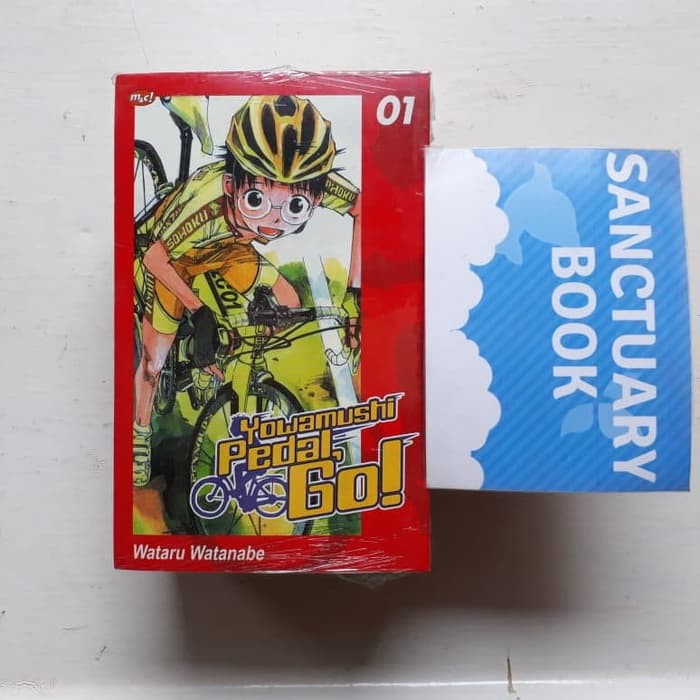 m&c!
01
SOHOKU
Yowamushi
Pedal,
Go!
Wataru Watanabe
SANCTUARY
BOOK